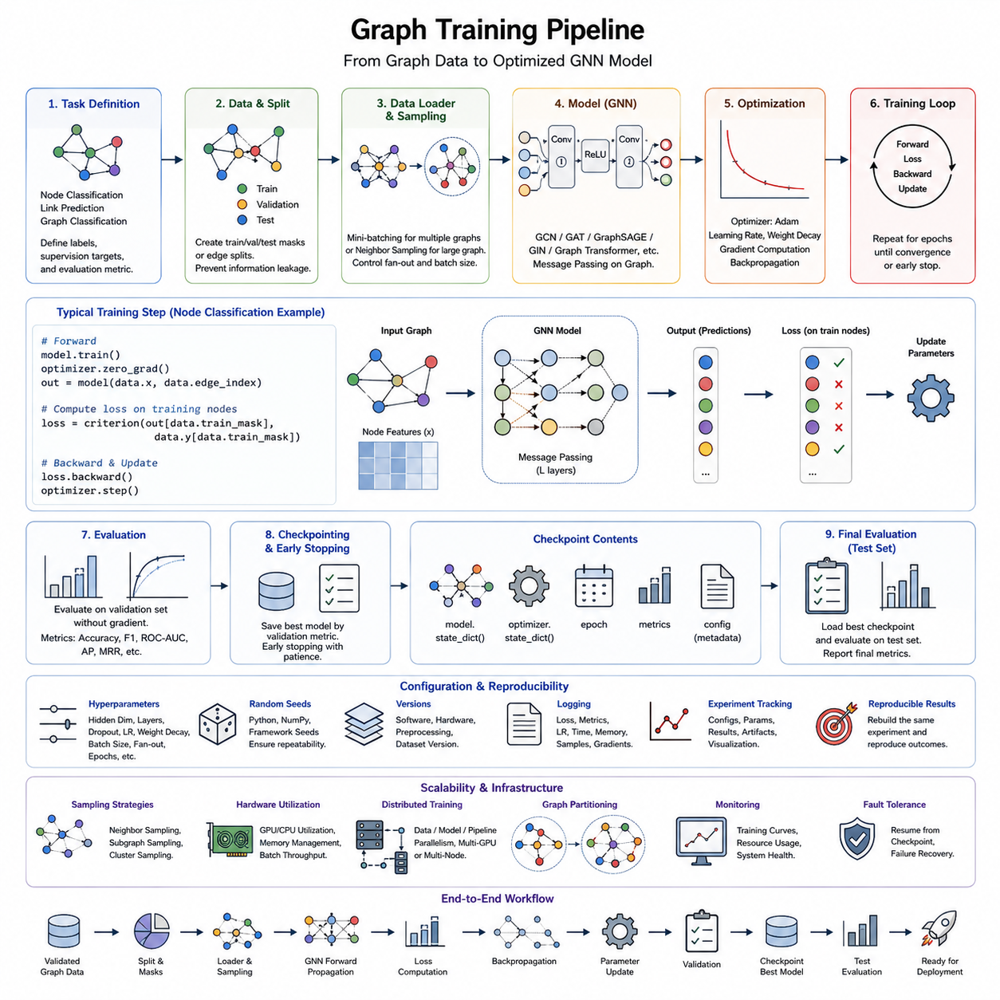 Graph Training Pipeline
From Graph Data to Optimized GNN Model
1. Task Definition
Node Classification
Link Prediction
Graph Classification
Define labels,
supervision targets,
and evaluation metric.
2. Data & Split
Train
Validation
Test
Create train/val/test masks
or edge splits.
Prevent information leakage.
3. Data Loader
& Sampling
Mini-batching for multiple graphs
or Neighbor Sampling for large graph.
Control fan-out and batch size.
4. Model (GNN)
Conv
1
ReLU
Conv
2
GCN / GAT / GraphSAGE /
GIN / Graph Transformer, etc.
Message Passing on Graph.
5. Optimization
Optimizer: Adam
Learning Rate, Weight Decay
Gradient Computation
Backpropagation
6. Training Loop
Forward
Loss
Backward
Update
Repeat for epochs
until convergence
or early stop.
Typical Training Step (Node Classification Example)
# Forward
model.train()
optimizer.zero_grad()
out = model(data.x, data.edge_index)
# Compute loss on training nodes
loss = criterion(out[data.train_mask],
data.y[data.train_mask])
# Backward & Update
loss.backward()
optimizer.step()
Input Graph
Node Features (x)
GNN Model
Message Passing
(L layers)
Output (Predictions)
...
Loss (on train nodes)
...
Update
Parameters
7. Evaluation
Evaluate on validation set
without gradient.
Metrics: Accuracy, F1, ROC-AUC,
AP, MRR, etc.
8. Checkpointing
& Early Stopping
Save best model by
validation metric.
Early stopping with
patience.
Checkpoint Contents
model.
state_dict()
optimizer.
state_dict()
epoch
metrics
config
(metadata)
9. Final Evaluation
(Test Set)
Load best checkpoint
and evaluate on test set.
Report final metrics.
Configuration & Reproducibility
Hyperparameters
Hidden Dim, Layers,
Dropout, LR, Weight Decay,
Batch Size, Fan-out,
Epochs, etc.
Random Seeds
Python, NumPy,
Framework Seeds
Ensure repeatability.
Versions
Software, Hardware,
Preprocessing,
Dataset Version.
Logging
Loss, Metrics,
LR, Time, Memory,
Samples, Gradients.
Experiment Tracking
Configs, Params,
Results, Artifacts,
Visualization.
Reproducible Results
Rebuild the same
experiment and
reproduce outcomes.
Scalability & Infrastructure
Sampling Strategies
Neighbor Sampling,
Subgraph Sampling,
Cluster Sampling.
Hardware Utilization
GPU/CPU Utilization,
Memory Management,
Batch Throughput.
Distributed Training
Data / Model / Pipeline
Parallelism, Multi-GPU
or Multi-Node.
Graph Partitioning
Monitoring
Training Curves,
Resource Usage,
System Health.
Fault Tolerance
Resume from
Checkpoint,
Failure Recovery.
End-to-End Workflow
Validated
Graph Data
Split &
Masks
Loader &
Sampling
GNN Forward
Propagation
Loss
Computation
Backpropagation
Parameter
Update
Validation
Checkpoint
Best Model
Test
Evaluation
Ready for
Deployment